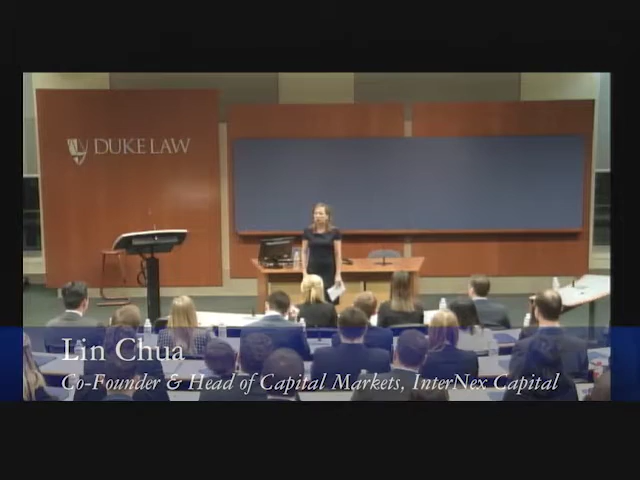 DUKE LAW
Lin Chua
Co-Founder & Head of Capital Markets, InterNex Capital